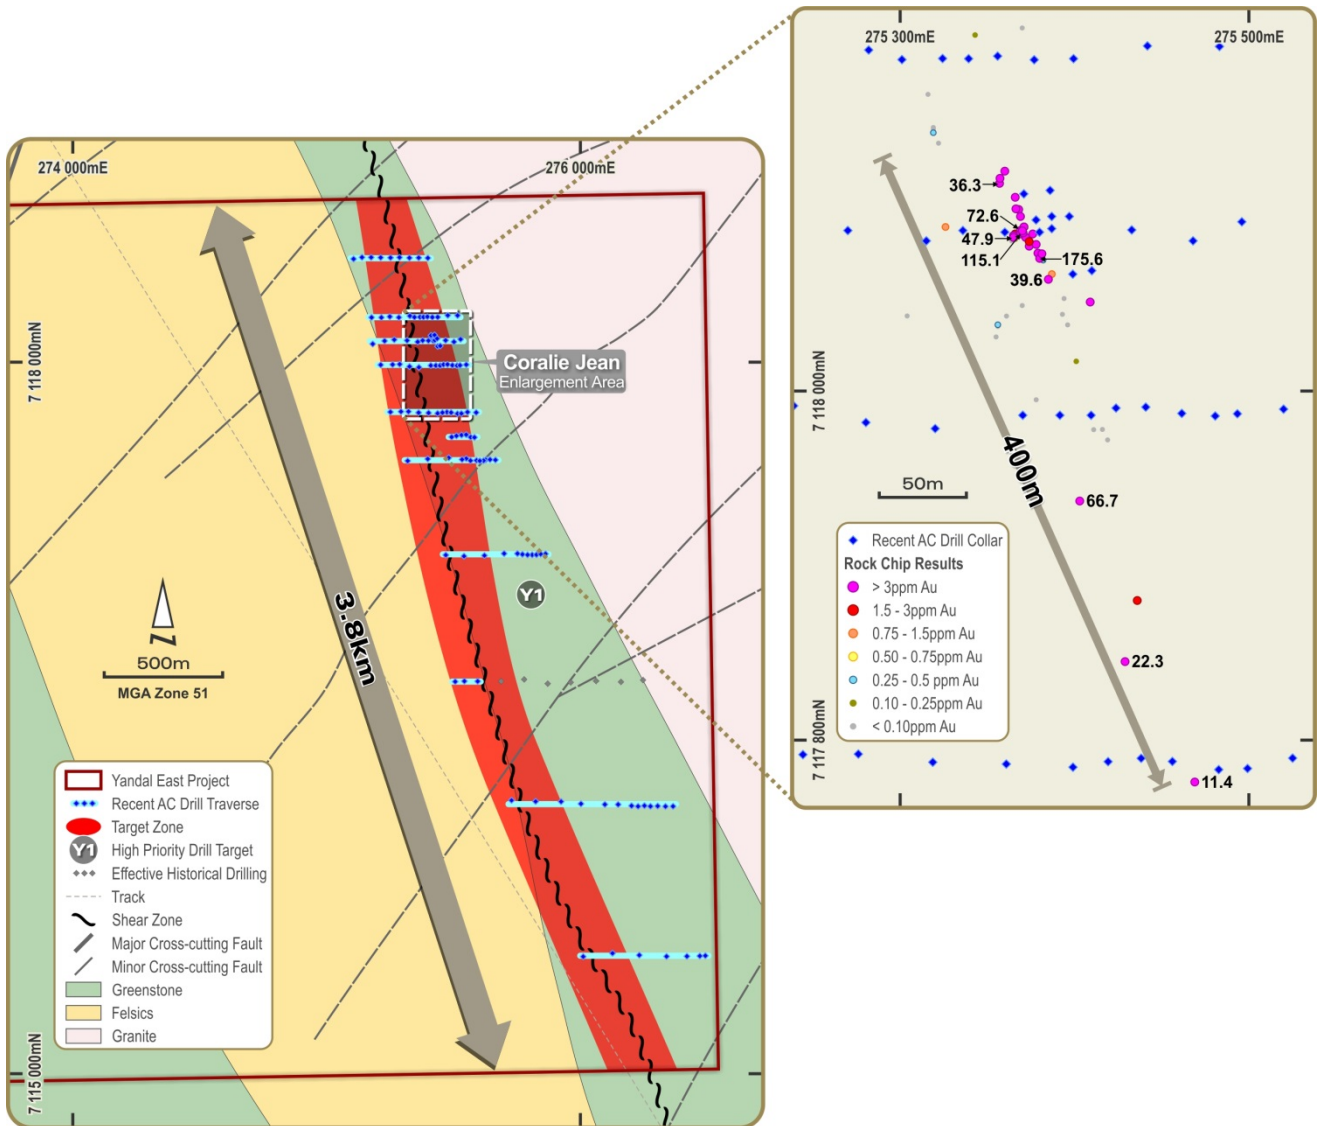 274 000mE
276 000mE
7 118 000mN
Coralie Jean
Enlargement Area
3.8km
Y1
N
500m
MGA Zone 51
Yandal East Project
Recent AC Drill Traverse
Target Zone
Y1 High Priority Drill Target
Effective Historical Drilling
Track
Shear Zone
Major Cross-cutting Fault
Minor Cross-cutting Fault
Greenstone
Felsics
Granite
7 115 000mN
275 300mE
275 500mE
36.3
72.6
47.9
115.1
175.6
39.6
7 118 000mN
400m
50m
66.7
Recent AC Drill Collar
Rock Chip Results
> 3ppm Au
1.5 - 3ppm Au
0.75 - 1.5ppm Au
0.50 - 0.75ppm Au
0.25 - 0.5 ppm Au
0.10 - 0.25ppm Au
< 0.10ppm Au
22.3
7 117 800mN
11.4